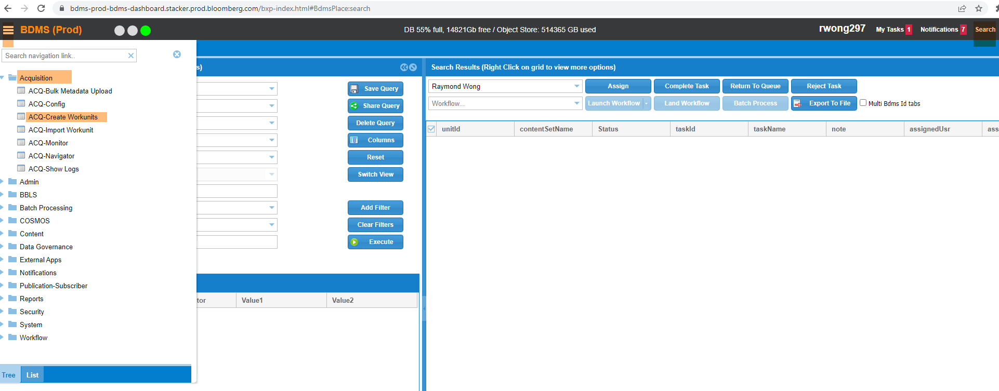 bdms-prod-bdms-dashboard.stacker.prod.bloomberg.com/bxp-index.html#BdmsPlace:search
BDMS (Prod)
DB 55% full, 14821Gb free / Object Store: 514365 GB used
rwong297
My Tasks 1
Notifications 7
Search
Search navigation link..
Acquisition
ACQ-Bulk Metadata Upload
ACQ-Config
ACQ-Create Workunits
ACQ-Import Workunit
ACQ-Monitor
ACQ-Navigator
ACQ-Show Logs
Admin
BBLS
Batch Processing
COSMOS
Content
Data Governance
External Apps
Notifications
Publication-Subscriber
Reports
Security
System
Workflow
Tree
List
s)
Save Query
Share Query
Delete Query
Columns
Reset
Switch View
Add Filter
Clear Filters
Execute
tor Value1 Value2
Search Results (Right Click on grid to view more options)
Raymond Wong
Assign
Complete Task
Return To Queue
Reject Task
Workflow...
Launch Workflow
Land Workflow
Batch Process
Export To File
Multi Bdms Id tabs
unitId contentSetName Status taskId taskName note assignedUsr ass